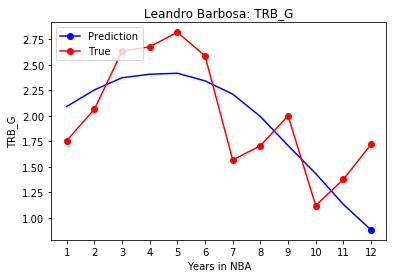 Leandro Barbosa: TRB_G
Prediction
True
TRB_G
2.75
2.50
2.25
2.00
1.75
1.50
1.25
1.00
1 2 3 4 5 6 7 8 9 10 11 12
Years in NBA